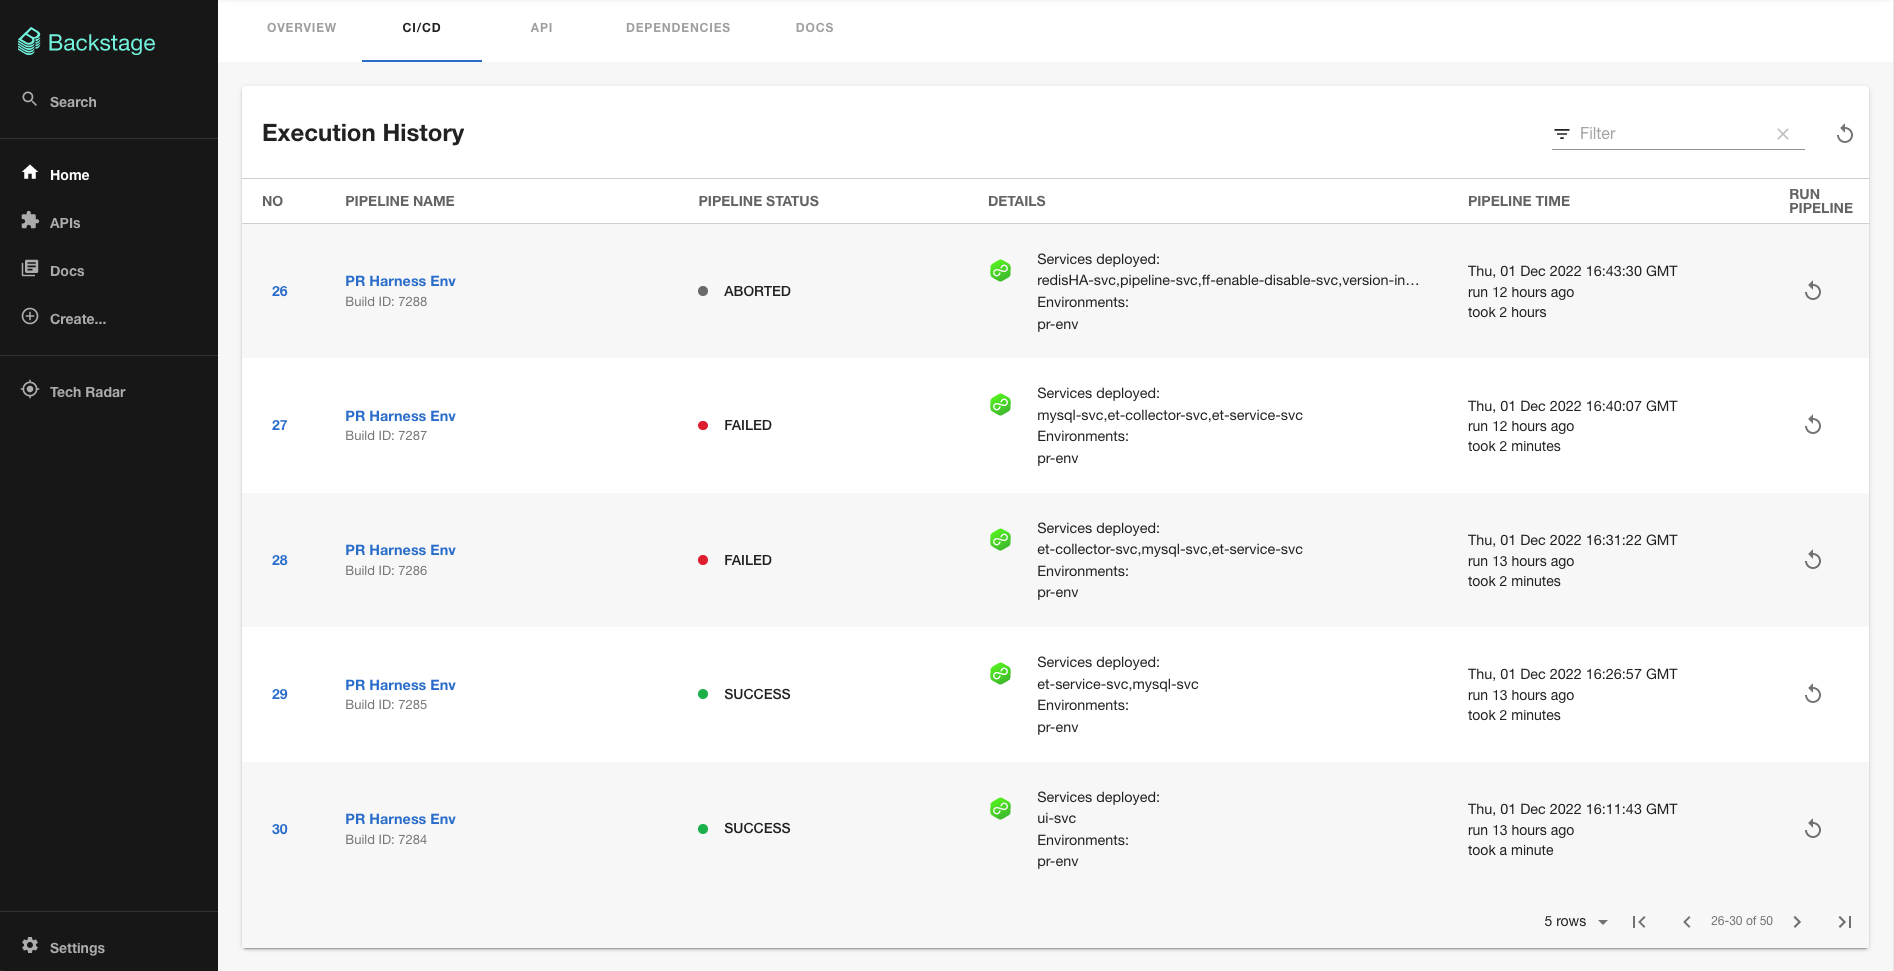 Backstage
Search
Home
APIs
Docs
Create...
Tech Radar
Settings
OVERVIEW
CI/CD
API
DEPENDENCIES
DOCS
Execution History
Filter
NO
PIPELINE NAME
PIPELINE STATUS
DETAILS
PIPELINE TIME
RUN
PIPELINE
26
PR Harness Env
Build ID: 7288
ABORTED
Services deployed:
redisHA-svc,pipeline-svc,ff-enable-disable-svc,version-in...
Environments:
pr-env
Thu, 01 Dec 2022 16:43:30 GMT
run 12 hours ago
took 2 hours
27
PR Harness Env
Build ID: 7287
FAILED
Services deployed:
mysql-svc,et-collector-svc,et-service-svc
Environments:
pr-env
Thu, 01 Dec 2022 16:40:07 GMT
run 12 hours ago
took 2 minutes
28
PR Harness Env
Build ID: 7286
FAILED
Services deployed:
et-collector-svc,mysql-svc,et-service-svc
Environments:
pr-env
Thu, 01 Dec 2022 16:31:22 GMT
run 13 hours ago
took 2 minutes
29
PR Harness Env
Build ID: 7285
SUCCESS
Services deployed:
et-service-svc,mysql-svc
Environments:
pr-env
Thu, 01 Dec 2022 16:26:57 GMT
run 13 hours ago
took 2 minutes
30
PR Harness Env
Build ID: 7284
SUCCESS
Services deployed:
ui-svc
Environments:
pr-env
Thu, 01 Dec 2022 16:11:43 GMT
run 13 hours ago
took a minute
5 rows
26-30 of 50